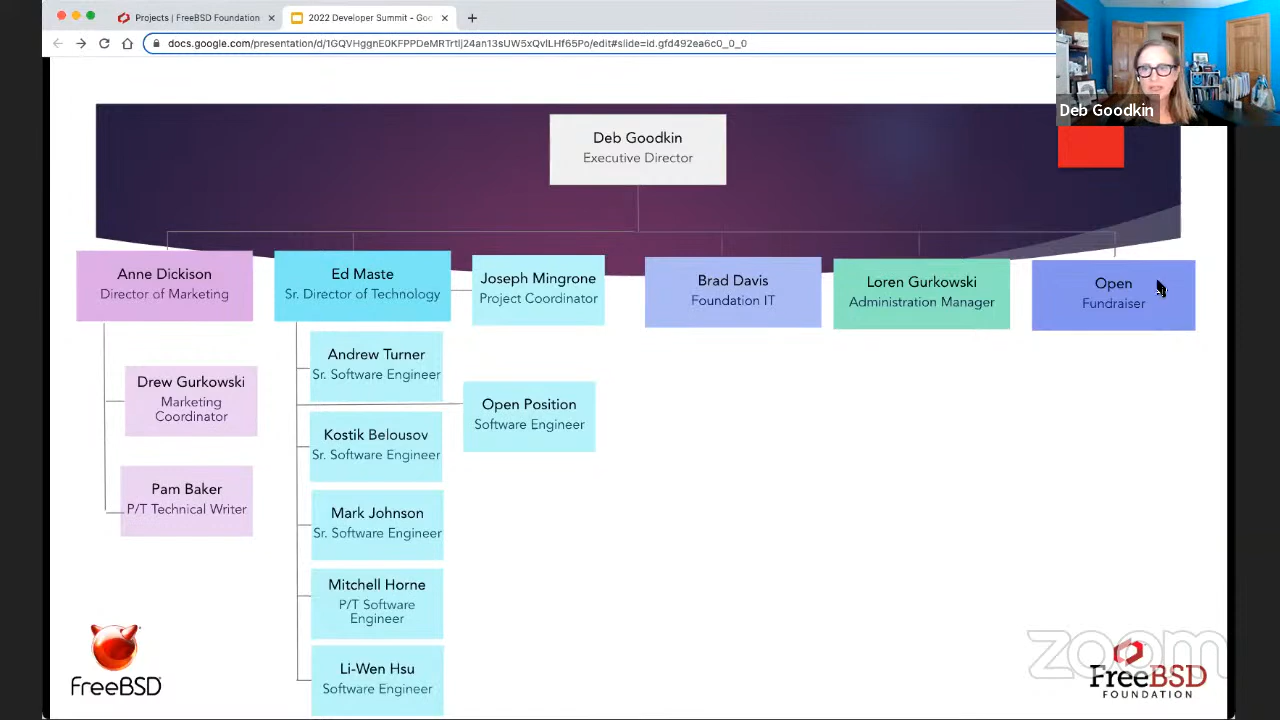 Projects | FreeBSD Foundation
2022 Developer Summit - Goo
docs.google.com/presentation/d/1GQVHggnE0KFPPDeMRTrtlj24an13sUW5xQvlLHf65Po/edit#slide=id.gfd492ea6c0_0_0
Deb Goodkin
Deb Goodkin
Executive Director
Anne Dickison
Director of Marketing
Ed Maste
Sr. Director of Technology
Joseph Mingrone
Project Coordinator
Brad Davis
Foundation IT
Loren Gurkowski
Administration Manager
Open
Fundraiser
Drew Gurkowski
Marketing
Coordinator
Pam Baker
P/T Technical Writer
Andrew Turner
Sr. Software Engineer
Open Position
Software Engineer
Kostik Belousov
Sr. Software Engineer
Mark Johnson
Sr. Software Engineer
Mitchell Horne
P/T Software
Engineer
Li-Wen Hsu
Software Engineer
FreeBSD
zoom
FreeBSD
FOUNDATION